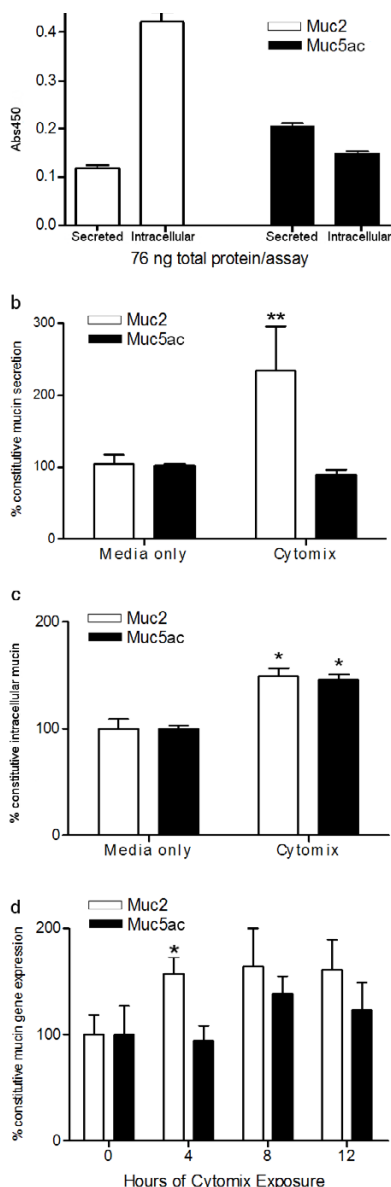 0.4
0.3
0.2
0.1
0.0
Abs450
Muc2
Muc5ac
Secreted Intracellular Secreted Intracellular
76 ng total protein/assay
b
300
200
100
0
% constitutive mucin secretion
Muc2
Muc5ac
**
Media only Cytomix
c
200
100
0
% constitutive intracellular mucin
Muc2
Muc5ac
* *
Media only Cytomix
d
200
100
0
% constitutive mucin gene expression
Muc2
Muc5ac
*
0 4 8 12
Hours of Cytomix Exposure